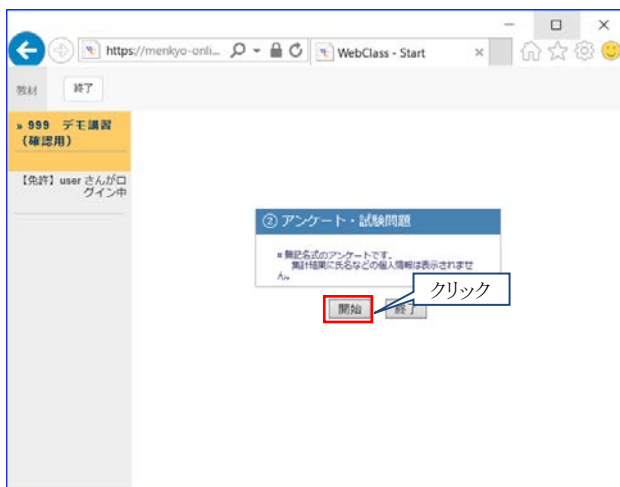 https://menkyo-onli...
WebClass - Start
教材
終了
» 999 デモ講習
(確認用)
【免許】user さんがロ
グイン中
② アンケート・試験問題
※ 無記名式のアンケートです。
集計結果に氏名などの個人情報は表示されませ
ん。
クリック
開始
終了